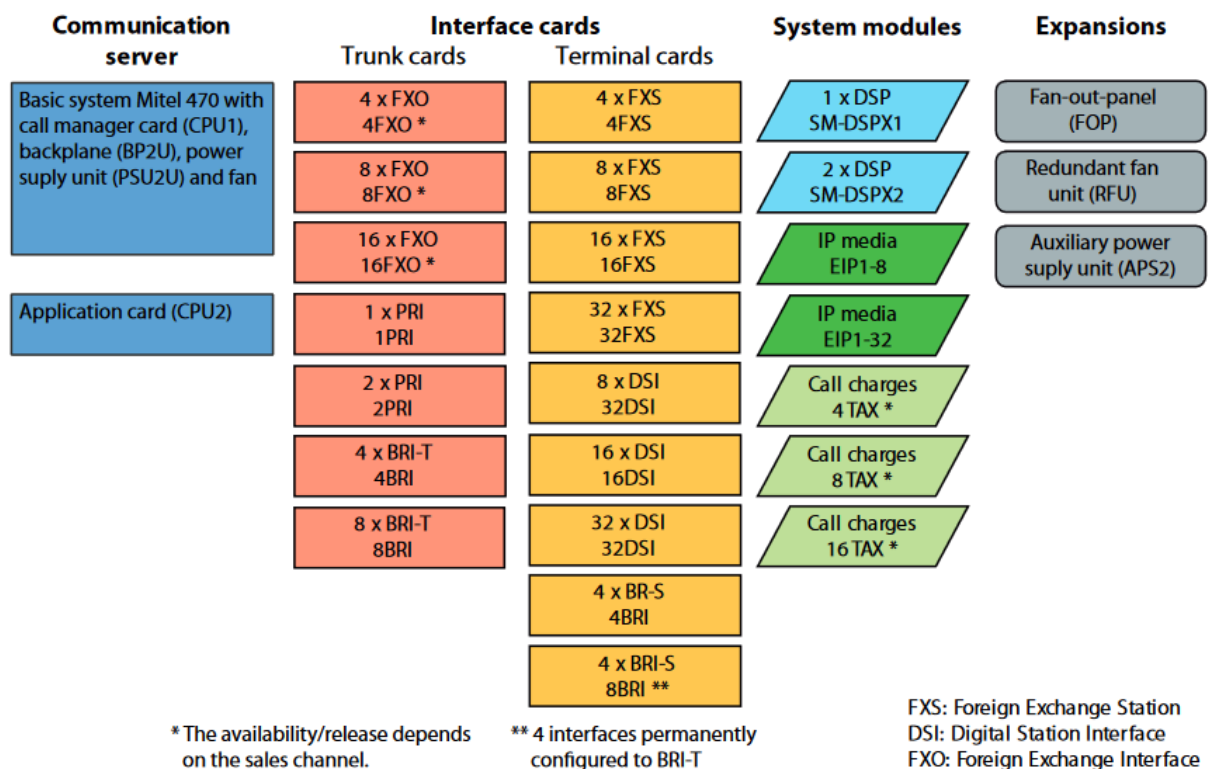 Communication
server
Interface cards
Trunk cards
Terminal cards
System modules
Expansions
Basic system Mitel 470 with
call manager card (CPU1),
backplane (BP2U), power
suply unit (PSU2U) and fan
Application card (CPU2)
4 x FXO
4FXO *
8 x FXO
8FXO *
16 x FXO
16FXO *
1 x PRI
1PRI
2 x PRI
2PRI
4 x BRI-T
4BRI
8 x BRI-T
8BRI
4 x FXS
4FXS
8 x FXS
8FXS
16 x FXS
16FXS
32 x FXS
32FXS
8 x DSI
32DSI
16 x DSI
16DSI
32 x DSI
32DSI
4 x BR-S
4BRI
4 x BRI-S
8BRI **
1 x DSP
SM-DSPX1
2 x DSP
SM-DSPX2
IP media
EIP1-8
IP media
EIP1-32
Call charges
4 TAX *
Call charges
8 TAX *
Call charges
16 TAX *
Fan-out-panel
(FOP)
Redundant fan
unit (RFU)
Auxiliary power
suply unit (APS2)
* The availability/release depends
on the sales channel.
** 4 interfaces permanently
configured to BRI-T
FXS: Foreign Exchange Station
DSI: Digital Station Interface
FXO: Foreign Exchange Interface